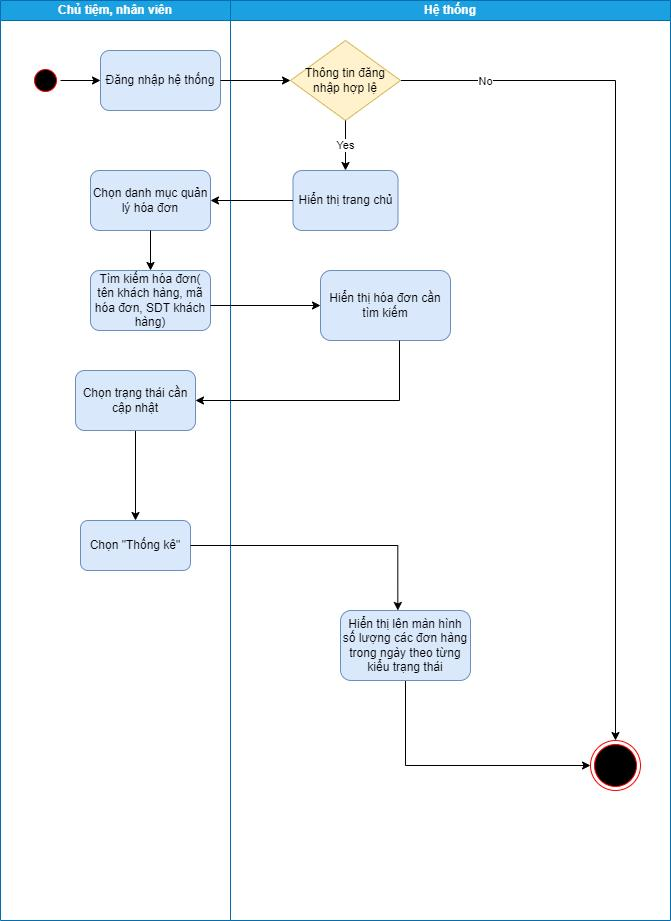 Chủ tiệm, nhân viên
Hệ thống
Đăng nhập hệ thống
Thông tin đăng
nhập hợp lệ
No
Yes
Chọn danh mục quản
lý hóa đơn
Hiển thị trang chủ
Tìm kiếm hóa đơn(
tên khách hàng, mã
hóa đơn, SDT khách
hàng)
Hiển thị hóa đơn cần
tìm kiếm
Chọn trạng thái cần
cập nhật
Chọn "Thống kê"
Hiển thị lên màn hình
số lượng các đơn hàng
trong ngày theo từng
kiểu trạng thái